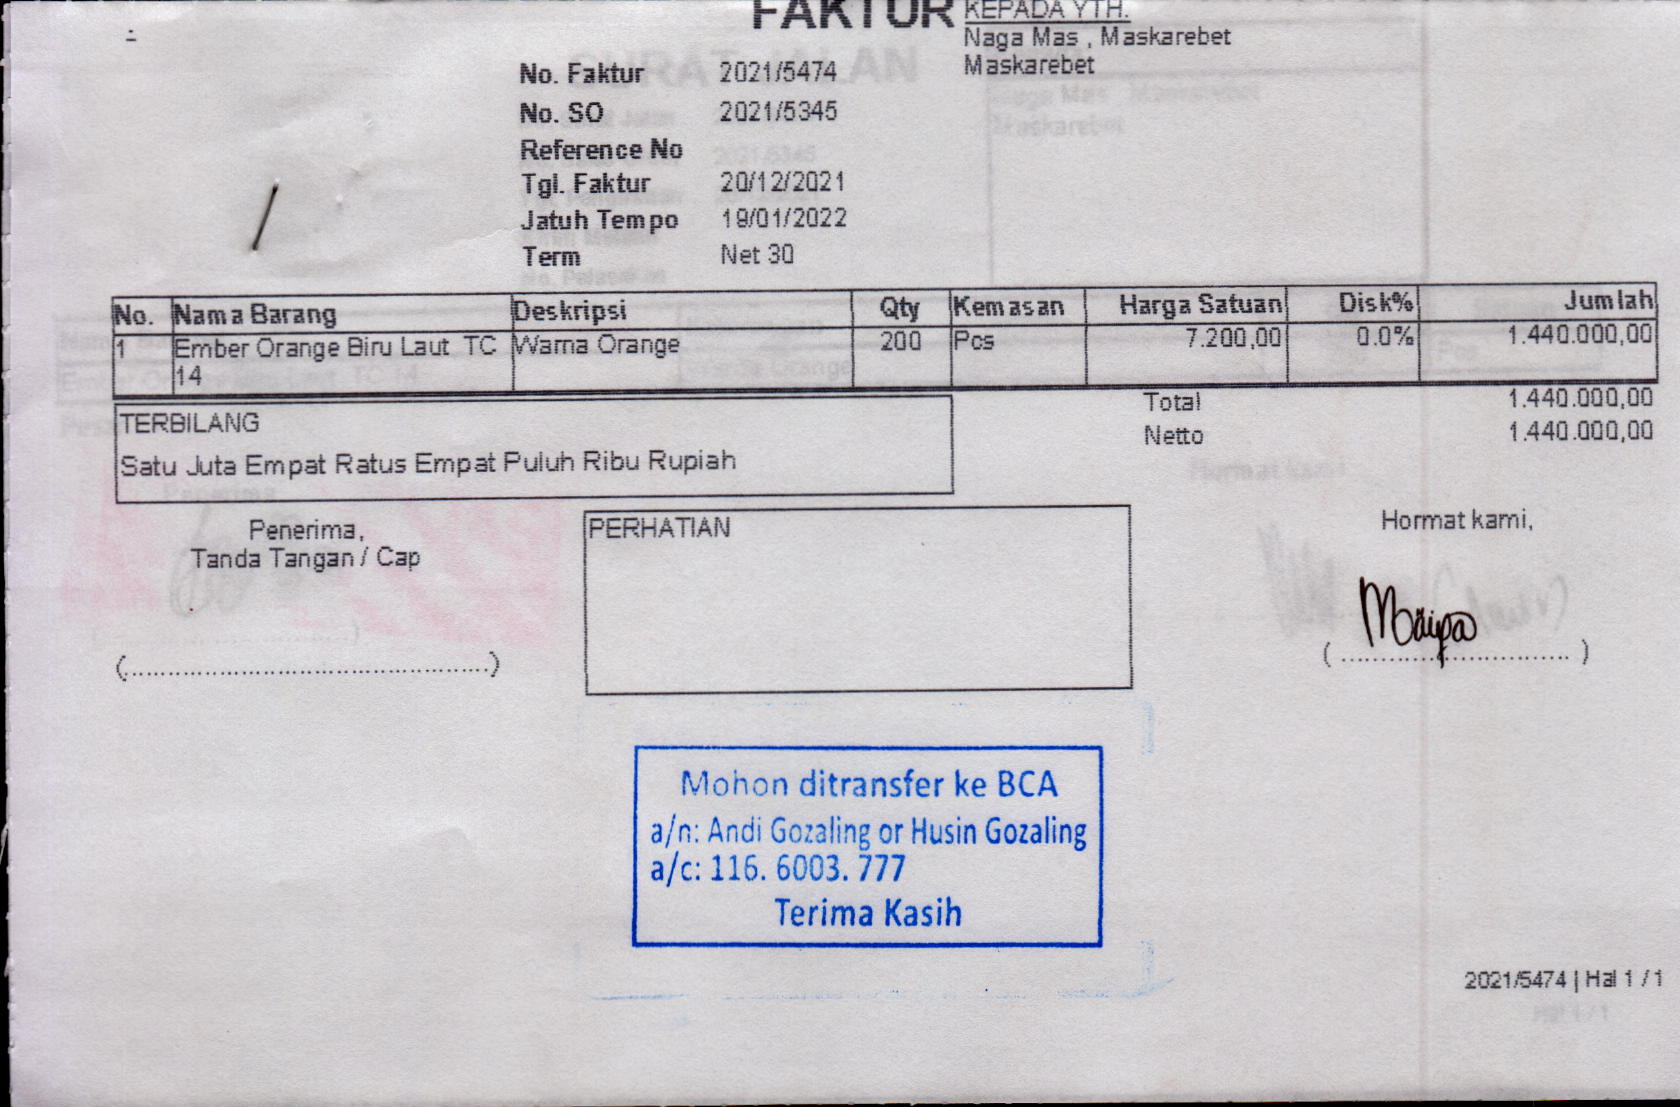 FAKTUR
KEPADA YTH.
Naga Mas , Maskarebet
Maskarebet
No. Faktur 2021/5474
No. SO 2021/5345
Reference No
Tgl. Faktur 20/12/2021
Jatuh Tempo 19/01/2022
Term Net 30
No. Nama Barang Deskripsi Qty Kemasan Harga Satuan Disk% Jumlah
1 Ember Orange Biru Laut TC Warna Orange 200 Pcs 7.200,00 0.0% 1.440.000,00
14
Total 1.440.000,00
Netto 1.440.000,00
TERBILANG
Satu Juta Empat Ratus Empat Puluh Ribu Rupiah
Penerima,
Tanda Tangan / Cap
(................................................)
PERHATIAN
Hormat kami,
( .............................. )
Mohon ditransfer ke BCA
a/n: Andi Gozaling or Husin Gozaling
a/c: 116. 6003. 777
Terima Kasih
2021/5474 | Hal 1 / 1